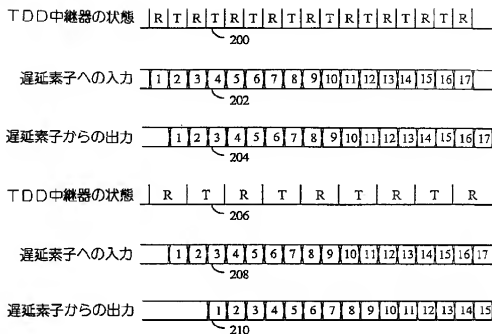 TDD中継器の状態 R T R T R T R T R T R T R T R T R
200
遅延素子への入力 1 2 3 4 5 6 7 8 9 10 11 12 13 14 15 16 17
202
遅延素子からの出力 1 2 3 4 5 6 7 8 9 10 11 12 13 14 15 16 17
204
TDD中継器の状態 R T R T R T R T R
206
遅延素子への入力 1 2 3 4 5 6 7 8 9 10 11 12 13 14 15 16 17
208
遅延素子からの出力 1 2 3 4 5 6 7 8 9 10 11 12 13 14 15
210